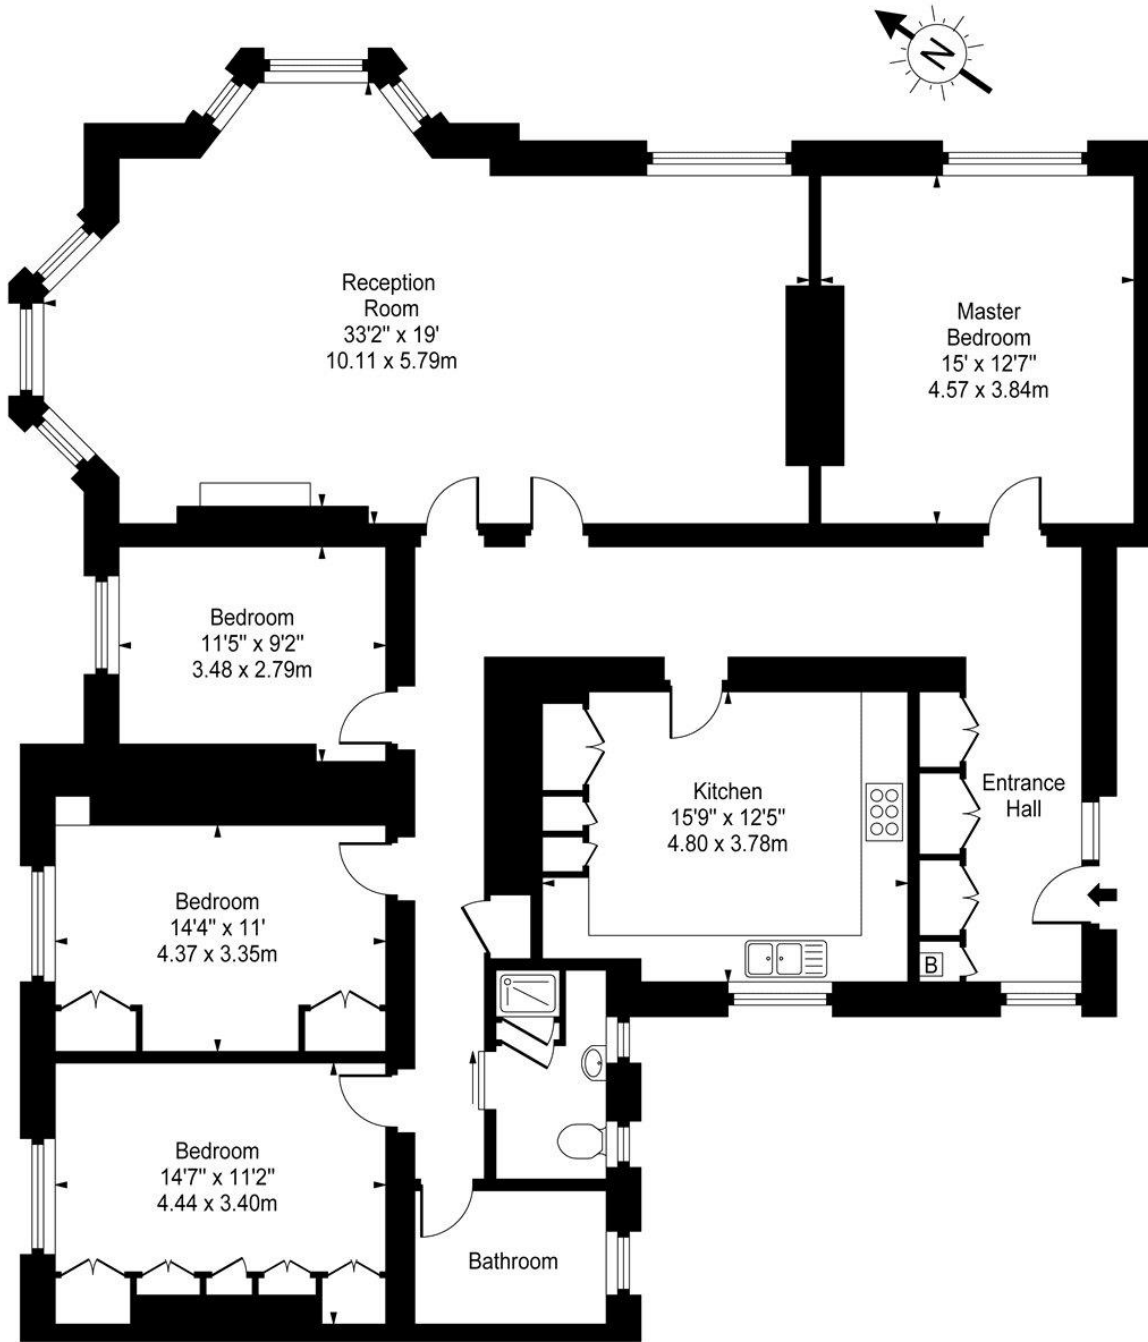 N
Reception
Room
33'2" x 19'
10.11 x 5.79m
Master
Bedroom
15' x 12'7"
4.57 x 3.84m
Bedroom
11'5" x 9'2"
3.48 x 2.79m
Kitchen
15'9" x 12'5"
4.80 x 3.78m
Entrance
Hall
Bedroom
14'4" x 11'
4.37 x 3.35m
B
Bedroom
14'7" x 11'2"
4.44 x 3.40m
Bathroom